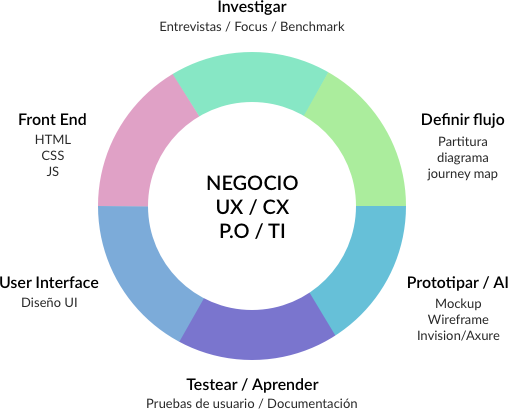 Investigar
Entrevistas / Focus / Benchmark
Front End
HTML
CSS
JS
Definir flujo
Partitura
diagrama
journey map
NEGOCIO
UX / CX
P.O / TI
User Interface
Diseño UI
Prototipar / AI
Mockup
Wireframe
Invision/Axure
Testear / Aprender
Pruebas de usuario / Documentación